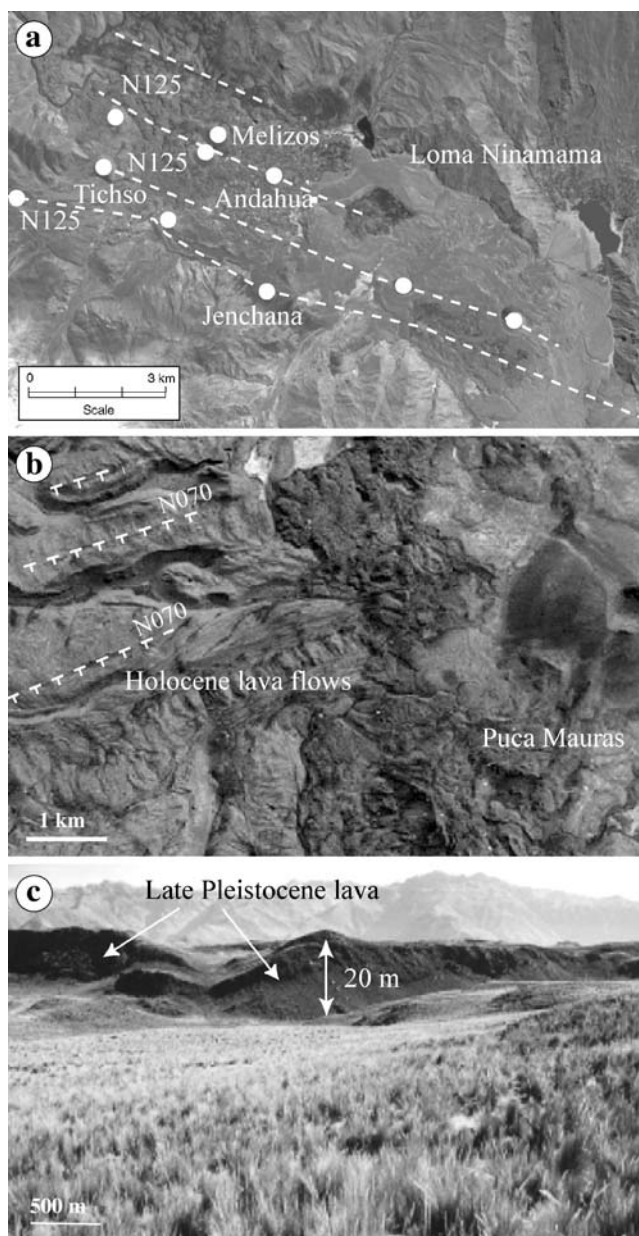 a
N125
Melizos
N125
Loma Ninamama
Tichso
Andahua
N125
Jenchana
0 3 km
Scale
b
N070
N070
Holocene lava flows
Puca Mauras
1 km
c
Late Pleistocene lava
20 m
500 m